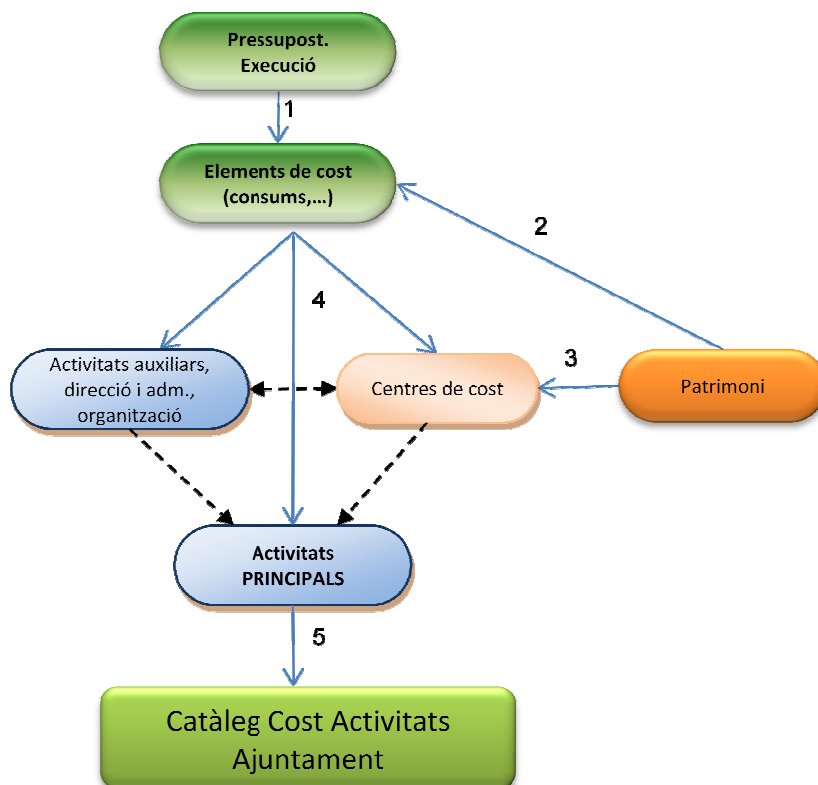 Pressupost.
Execució
1
Elements de cost
(consums,...)
2
4
3
Activitats auxiliars,
direcció i adm.,
organització
Centres de cost
Patrimoni
Activitats
PRINCIPALS
5
Catàleg Cost Activitats
Ajuntament